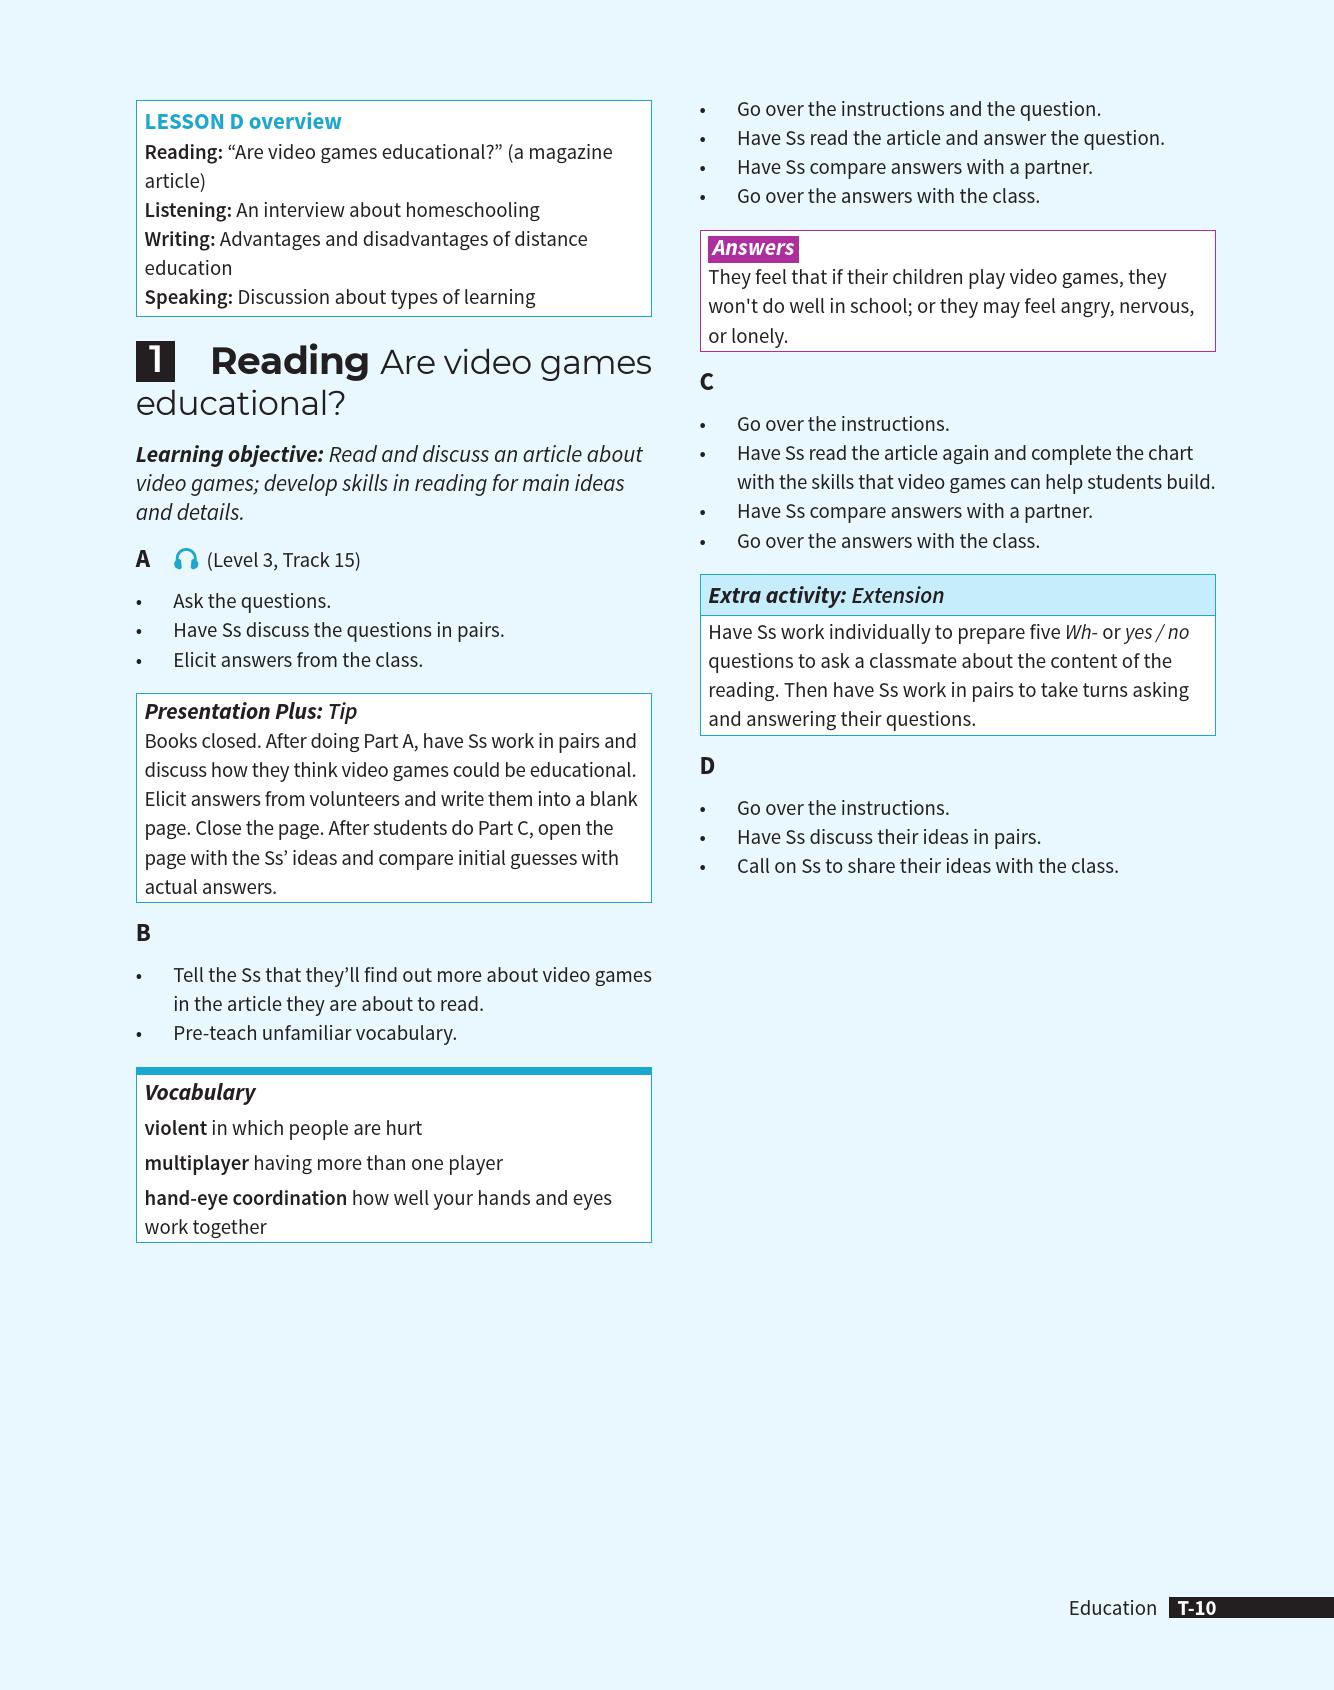 LESSON D overview
Reading: “Are video games educational?” (a magazine
article)
Listening: An interview about homeschooling
Writing: Advantages and disadvantages of distance
education
Speaking: Discussion about types of learning
1 Reading Are video games
educational?
Learning objective: Read and discuss an article about
video games; develop skills in reading for main ideas
and details.
A (Level 3, Track 15)
• Ask the questions.
• Have Ss discuss the questions in pairs.
• Elicit answers from the class.
Presentation Plus: Tip
Books closed. After doing Part A, have Ss work in pairs and
discuss how they think video games could be educational.
Elicit answers from volunteers and write them into a blank
page. Close the page. After students do Part C, open the
page with the Ss’ ideas and compare initial guesses with
actual answers.
B
• Tell the Ss that they’ll find out more about video games
in the article they are about to read.
• Pre-teach unfamiliar vocabulary.
Vocabulary
violent in which people are hurt
multiplayer having more than one player
hand-eye coordination how well your hands and eyes
work together
• Go over the instructions and the question.
• Have Ss read the article and answer the question.
• Have Ss compare answers with a partner.
• Go over the answers with the class.
Answers
They feel that if their children play video games, they
won't do well in school; or they may feel angry, nervous,
or lonely.
C
• Go over the instructions.
• Have Ss read the article again and complete the chart
with the skills that video games can help students build.
• Have Ss compare answers with a partner.
• Go over the answers with the class.
Extra activity: Extension
Have Ss work individually to prepare five Wh- or yes / no
questions to ask a classmate about the content of the
reading. Then have Ss work in pairs to take turns asking
and answering their questions.
D
• Go over the instructions.
• Have Ss discuss their ideas in pairs.
• Call on Ss to share their ideas with the class.
Education T-10